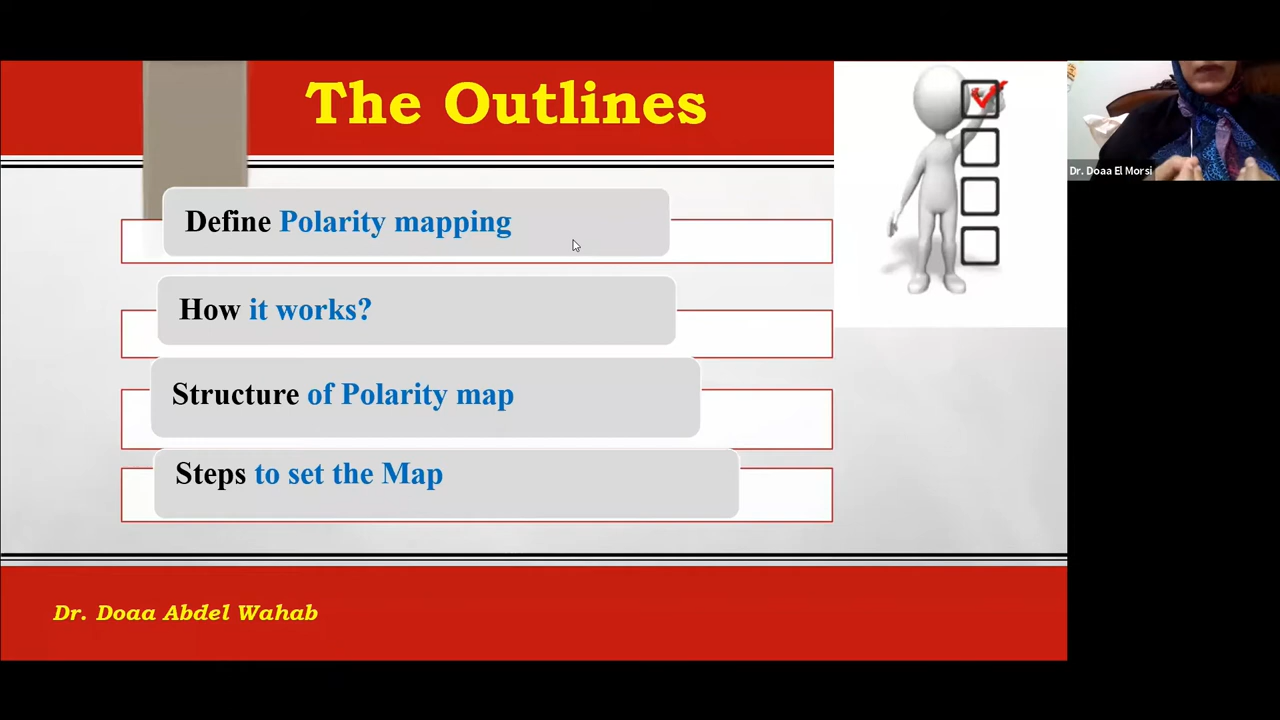 The Outlines
Define Polarity mapping
How it works?
Structure of Polarity map
Steps to set the Map
Dr. Doaa Abdel Wahab
Dr. Doaa El Morsi